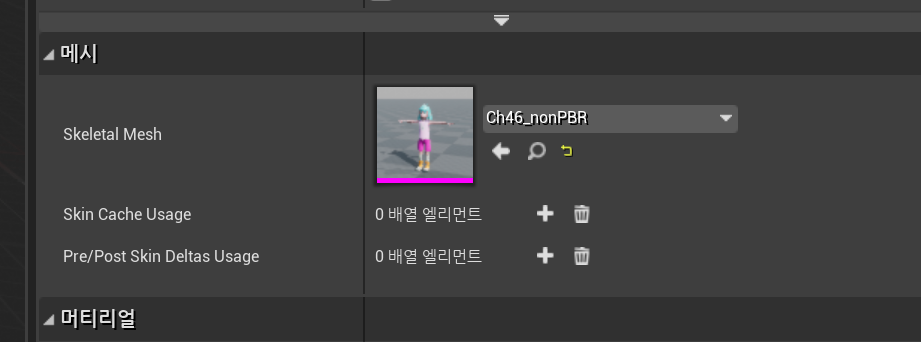 메시
Skeletal Mesh
Ch46_nonPBR
Skin Cache Usage
0 배열 엘리먼트
Pre/Post Skin Deltas Usage
0 배열 엘리먼트
머티리얼